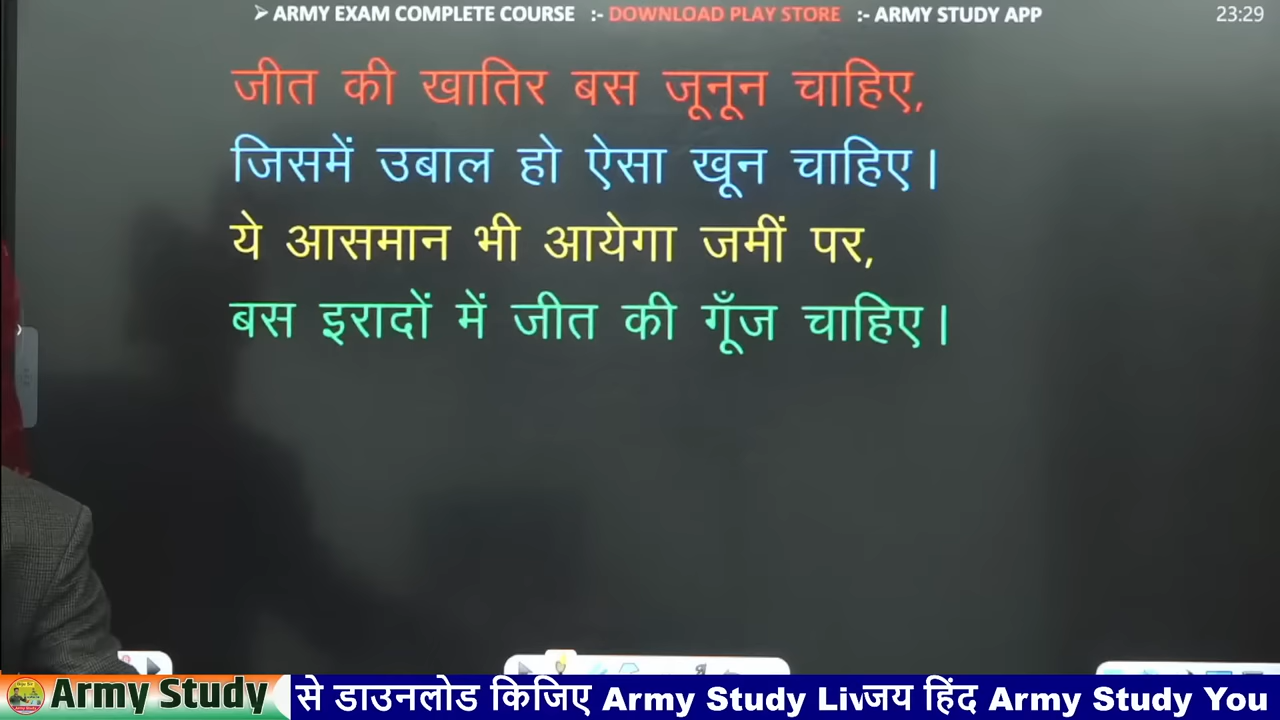 ➤ ARMY EXAM COMPLETE COURSE :- DOWNLOAD PLAY STORE :- ARMY STUDY APP 23:29
जीत की खातिर बस जूनून चाहिए,
जिसमें उबाल हो ऐसा खून चाहिए।
ये आसमान भी आयेगा जमीं पर,
बस इरादों में जीत की गूँज चाहिए।
Army Study से डाउनलोड किजिए Army Study Livजय हिंद Army Study You